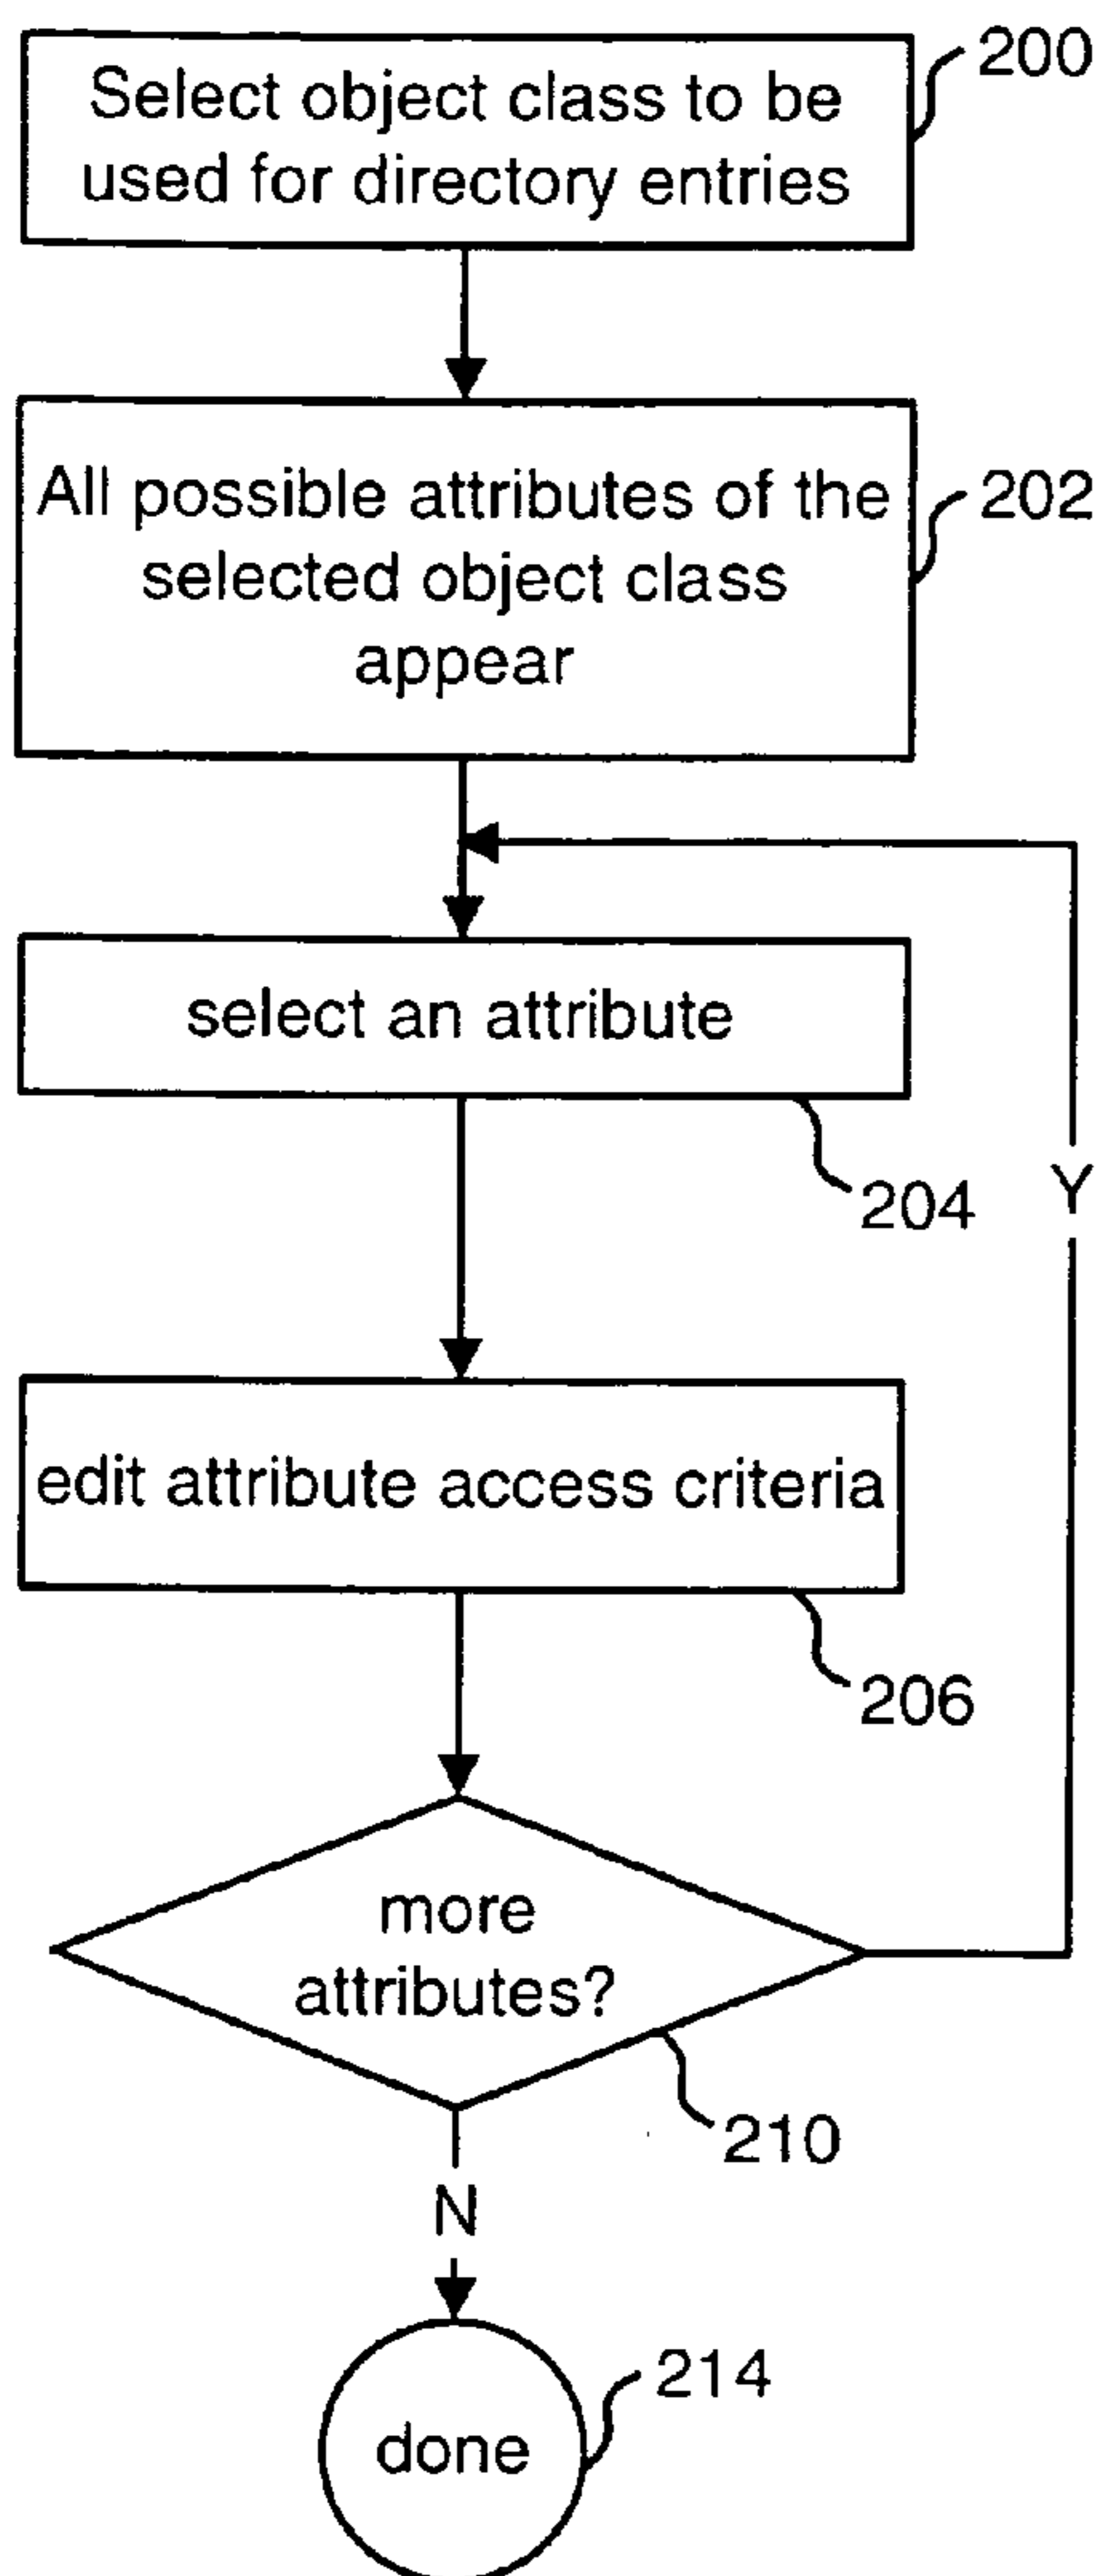 Select object class to be
used for directory entries
200
All possible attributes of the
selected object class
appear
202
select an attribute
204
Y
edit attribute access criteria
206
more
attributes?
210
N
done
214